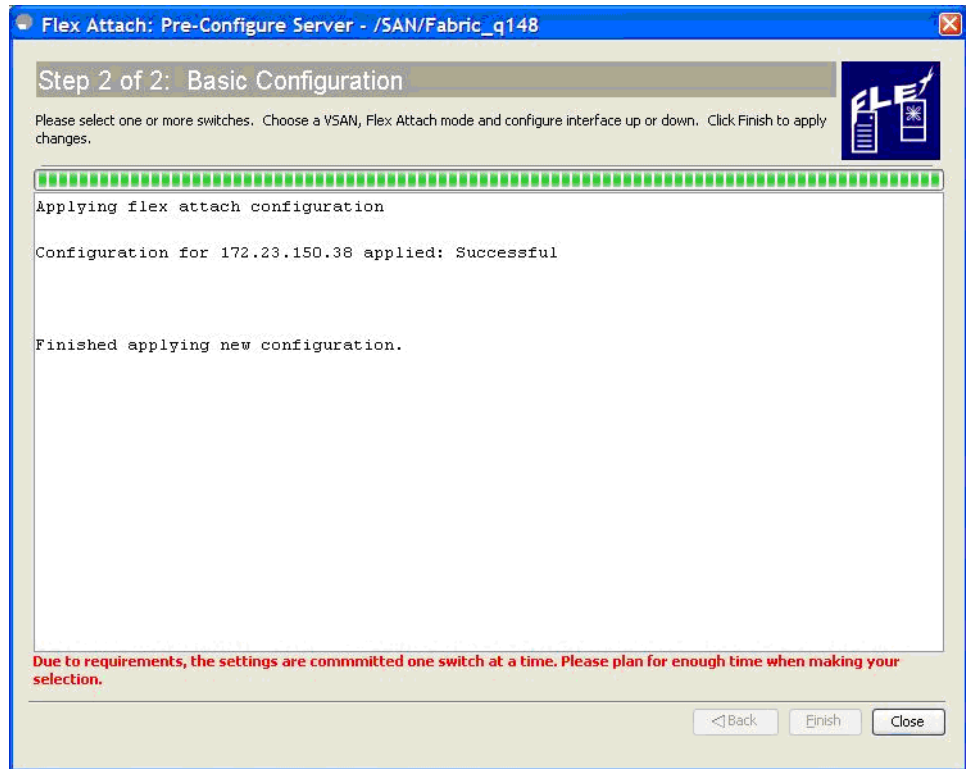 Flex Attach: Pre-Configure Server - /SAN/Fabric_q148
Step 2 of 2: Basic Configuration
FLEX
Please select one or more switches. Choose a VSAN, Flex Attach mode and configure interface up or down. Click Finish to apply
changes.
Applying flex attach configuration
Configuration for 172.23.150.38 applied: Successful
Finished applying new configuration.
Due to requirements, the settings are commmitted one switch at a time. Please plan for enough time when making your
selection.
Back
Finish
Close